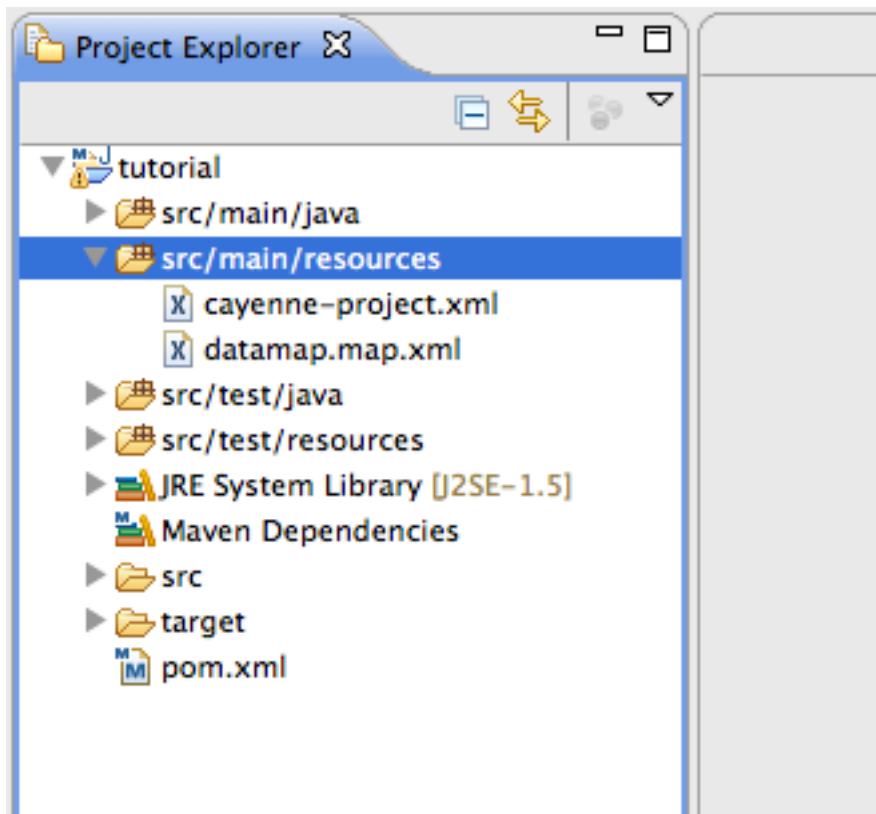 Project Explorer
tutorial
src/main/java
src/main/resources
cayenne-project.xml
datamap.map.xml
src/test/java
src/test/resources
JRE System Library [J2SE-1.5]
Maven Dependencies
src
target
pom.xml